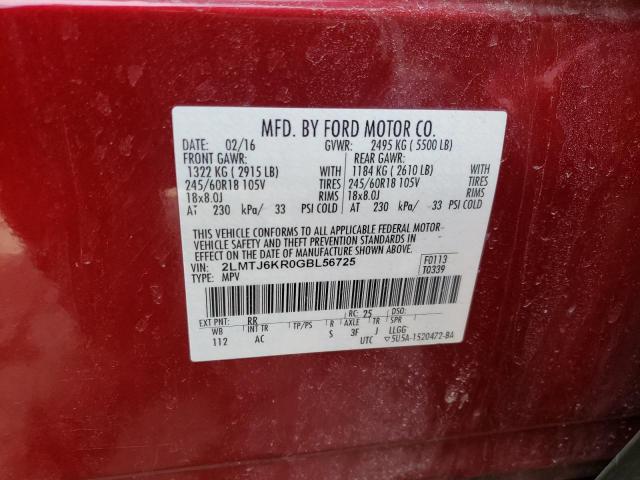 MFD. BY FORD MOTOR CO.
DATE: 02/16 GVWR: 2495 KG ( 5500 LB)
FRONT GAWR: REAR GAWR:
1322 KG ( 2915 LB) WITH 1184 KG ( 2610 LB) WITH
245/60R18 105V TIRES 245/60R18 105V TIRES
18x8.0J RIMS 18x8.0J RIMS
AT 230 kPa/ 33 PSI COLD AT 230 kPa/ 33 PSI COLD
THIS VEHICLE CONFORMS TO ALL APPLICABLE FEDERAL MOTOR
VEHICLE SAFETY AND THEFT PREVENTION STANDARDS IN
EFFECT ON THE DATE OF MANUFACTURE SHOWN ABOVE.
VIN: 2LMTJ6KR0GBL56725 F0113
TYPE: MPV T0339
EXT PNT: RR RC: 25 DSO:
WB INT TR TP/PS R AXLE TR SPR
112 AC S 3F J LLGG
UTC ▽5U5A-1520472-BA